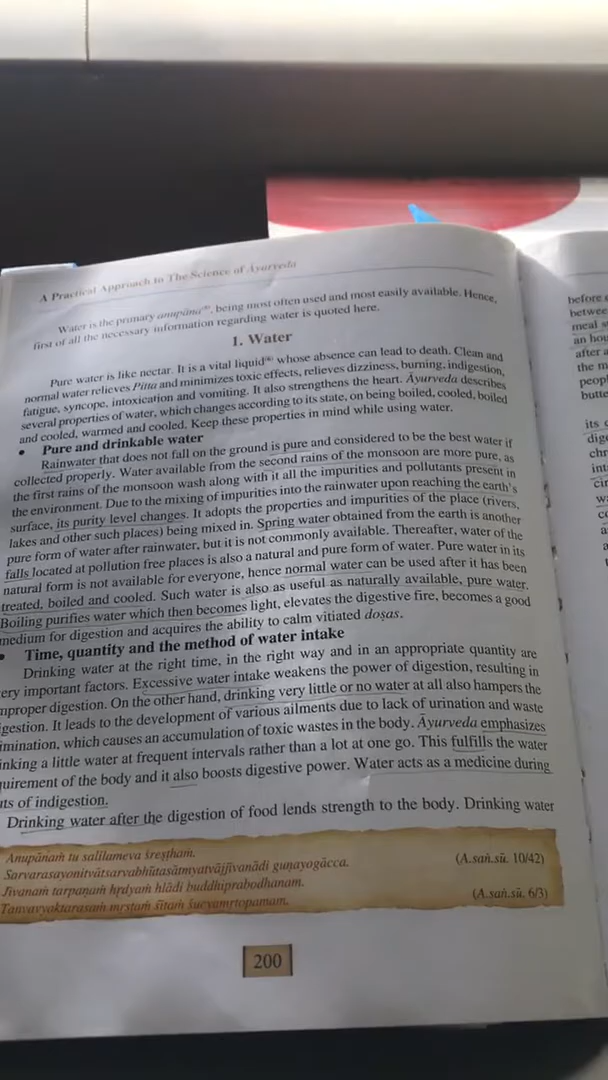 A Practical Approach to The Science of Āyurveda
Water is the primary anupāna, being most often used and most easily available. Hence,
first of all the necessary information regarding water is quoted here.
1. Water
Pure water is like nectar. It is a vital liquid whose absence can lead to death. Clean and
normal water relieves Pitta and minimizes toxic effects, relieves dizziness, burning, indigestion,
fatigue, syncope, intoxication and vomiting. It also strengthens the heart. Āyurveda describes
several properties of water, which changes according to its state, on being boiled, cooled, boiled
and cooled, warmed and cooled. Keep these properties in mind while using water.
• Pure and drinkable water
Rainwater that does not fall on the ground is pure and considered to be the best water if
collected properly. Water available from the second rains of the monsoon are more pure, as
the first rains of the monsoon wash along with it all the impurities and pollutants present in
the environment. Due to the mixing of impurities into the rainwater upon reaching the earth's
surface, its purity level changes. It adopts the properties and impurities of the place (rivers,
lakes and other such places) being mixed in. Spring water obtained from the earth is another
pure form of water after rainwater, but it is not commonly available. Thereafter, water of the
falls located at pollution free places is also a natural and pure form of water. Pure water in its
natural form is not available for everyone, hence normal water can be used after it has been
treated, boiled and cooled. Such water is also as useful as naturally available, pure water.
Boiling purifies water which then becomes light, elevates the digestive fire, becomes a good
medium for digestion and acquires the ability to calm vitiated doṣas.
• Time, quantity and the method of water intake
Drinking water at the right time, in the right way and in an appropriate quantity are
ery important factors. Excessive water intake weakens the power of digestion, resulting in
mproper digestion. On the other hand, drinking very little or no water at all also hampers the
igestion. It leads to the development of various ailments due to lack of urination and waste
imination, which causes an accumulation of toxic wastes in the body. Āyurveda emphasizes
inking a little water at frequent intervals rather than a lot at one go. This fulfills the water
uirement of the body and it also boosts digestive power. Water acts as a medicine during
uts of indigestion.
Drinking water after the digestion of food lends strength to the body. Drinking water
Anupānaṁ tu salilameva śreṣṭhaṁ.
Sarvarasayonitvātsarvabhūtasātmyatvājjīvanādi guṇayogācca. (A.saṅ.sū. 10/42)
Jīvanaṁ tarpaṇaṁ hṛdyaṁ hlādi buddhiprabodhanam.
Tanvavyaktarasaṁ mṛṣṭaṁ śītaṁ śucyamṛtopamam. (A.saṅ.sū. 6/3)
200
before
betwee
meal
an hou
after a
the m
peop
butte
its
dige
chr